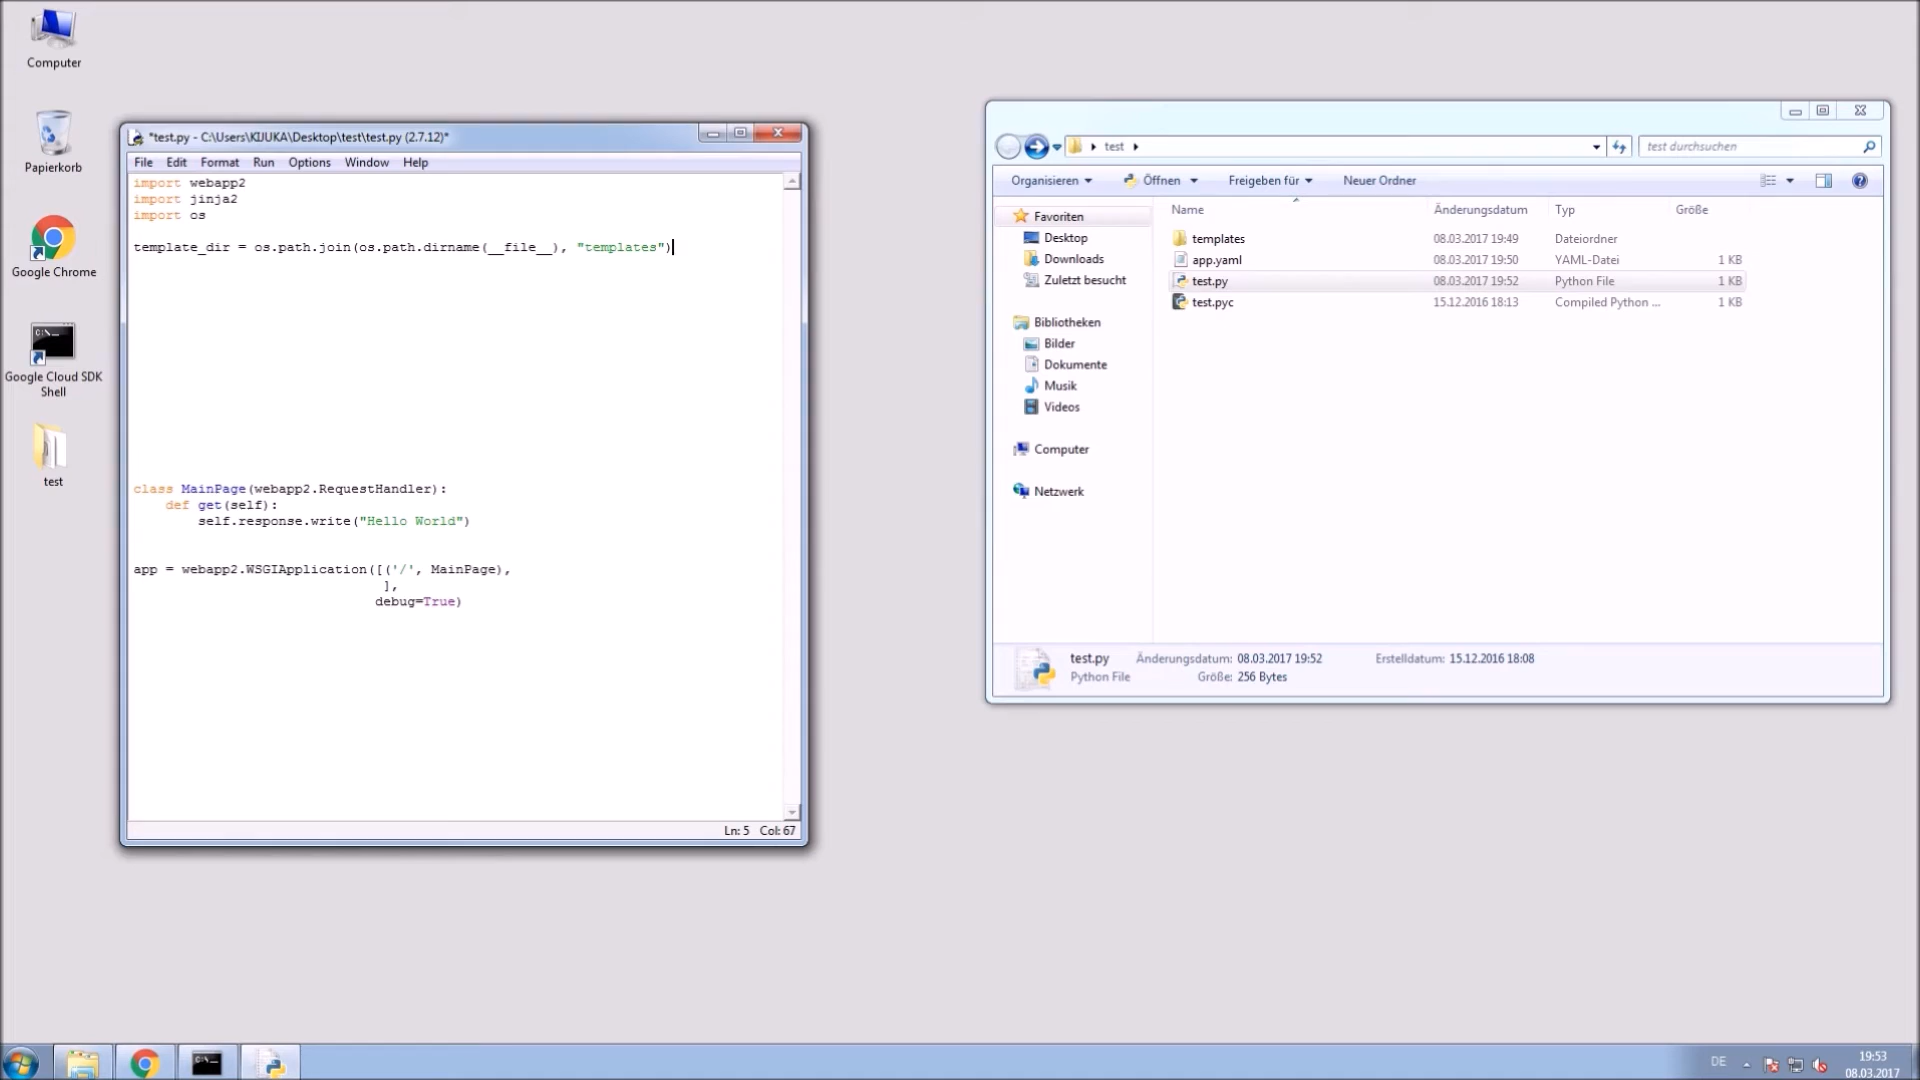 Computer
Papierkorb
Google Chrome
Google Cloud SDK
Shell
test
*test.py - C:\Users\KIJUKA\Desktop\test\test.py (2.7.12)*
File Edit Format Run Options Window Help
import webapp2
import jinja2
import os
template_dir = os.path.join(os.path.dirname(__file__), "templates")
class MainPage(webapp2.RequestHandler):
def get(self):
self.response.write("Hello World")
app = webapp2.WSGIApplication([('/', MainPage),
],
debug=True)
Ln: 5 Col: 67
test
test durchsuchen
Organisieren Öffnen Freigeben für Neuer Ordner
Favoriten
Desktop
Downloads
Zuletzt besucht
Bibliotheken
Bilder
Dokumente
Musik
Videos
Computer
Netzwerk
Name Änderungsdatum Typ Größe
templates 08.03.2017 19:49 Dateiordner
app.yaml 08.03.2017 19:50 YAML-Datei 1 KB
test.py 08.03.2017 19:52 Python File 1 KB
test.pyc 15.12.2016 18:13 Compiled Python ... 1 KB
test.py Änderungsdatum: 08.03.2017 19:52 Erstelldatum: 15.12.2016 18:08
Python File Größe: 256 Bytes
DE
19:53
08.03.2017